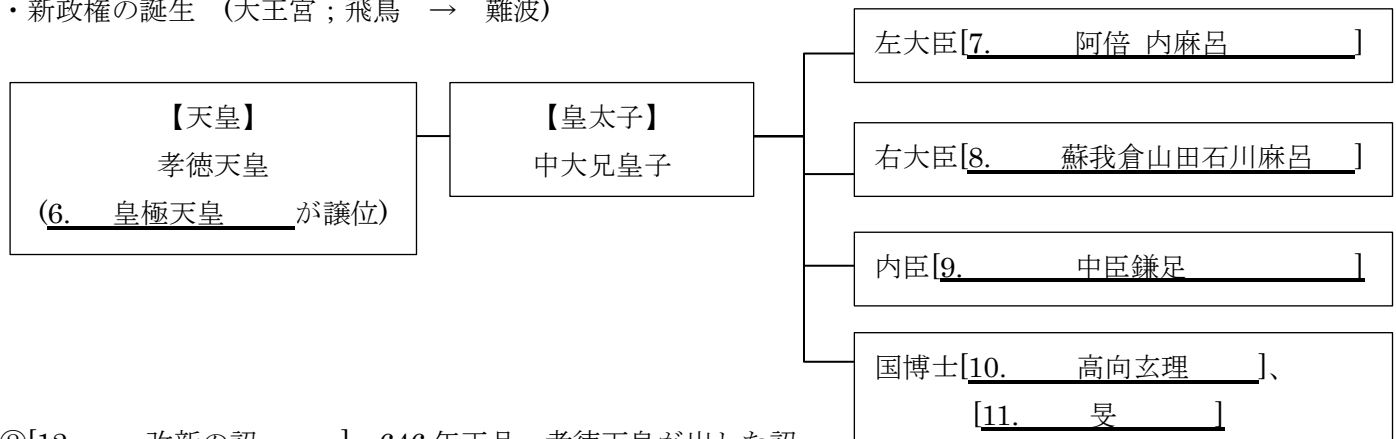 ・新政権の誕生 (大王宮；飛鳥 → 難波)
【天皇】
孝徳天皇
(6. 皇極天皇 が譲位)
【皇太子】
中大兄皇子
左大臣[7. 阿倍 内麻呂 ]
右大臣[8. 蘇我倉山田石川麻呂 ]
内臣[9. 中臣鎌足 ]
国博士[10. 高向玄理 ]、
[11. 旻 ]
改新の詔 ] 646年正月、孝徳天皇が出した詔